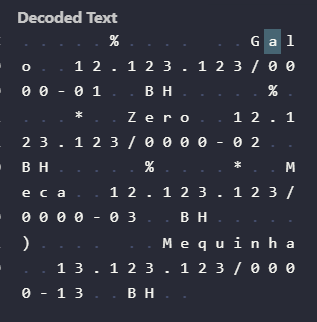 Decoded Text
. . . . . % . . . . . . G a l
o . . 1 2 . 1 2 3 . 1 2 3 / 0 0
0 0 - 0 1 . . B H . . . . . % .
. . . * . . Z e r o . . 1 2 . 1
2 3 . 1 2 3 / 0 0 0 0 - 0 2 . .
B H . . . . . % . . . . * . . M
e c a . . 1 2 . 1 2 3 . 1 2 3 /
0 0 0 0 - 0 3 . . B H . . . . .
) . . . . . . . . M e q u i n h a
. . 1 3 . 1 2 3 . 1 2 3 / 0 0 0
0 - 1 3 . . B H . .